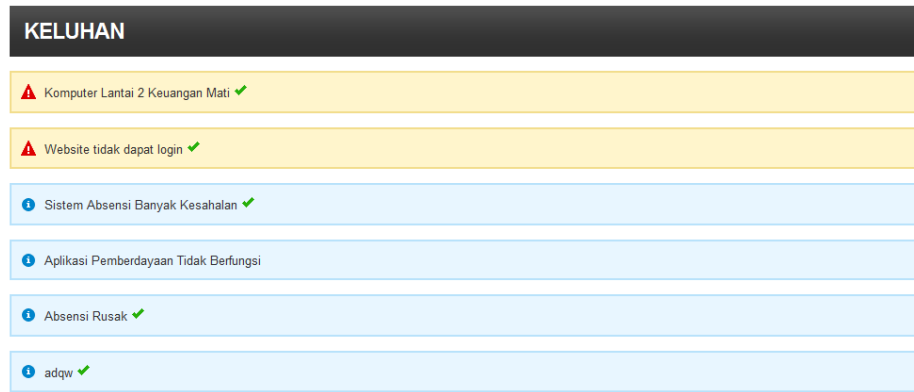 KELUHAN
Komputer Lantai 2 Keuangan Mati
Website tidak dapat login
Sistem Absensi Banyak Kesahalan
Aplikasi Pemberdayaan Tidak Berfungsi
Absensi Rusak
adqw